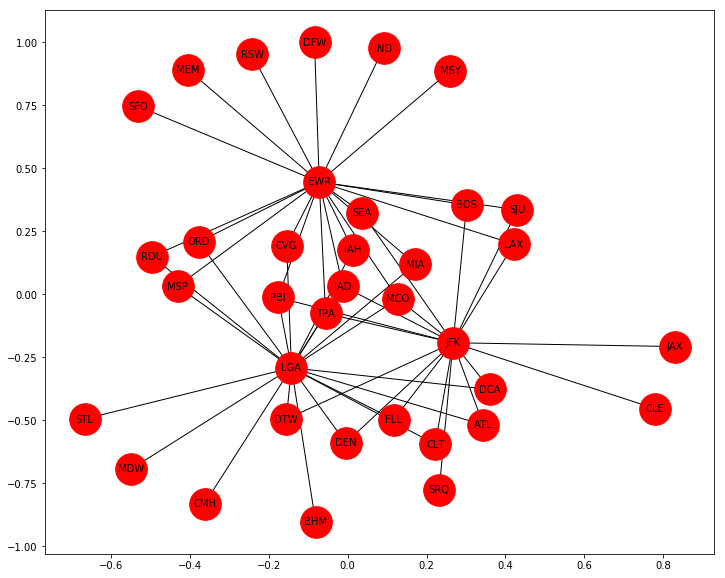 1.00
0.75
0.50
0.25
0.00
−0.25
−0.50
−0.75
−1.00
DFW
IND
RSW
MSY
MEM
SFO
EWR
SEA
BOS
SJU
ORD
CVG
IAH
LAX
RDU
MIA
MSP
IAD
PBI
MCO
TPA
JFK
JAX
LGA
DCA
CLE
STL
DTW
FLL
ATL
DEN
CLT
MDW
SRQ
CMH
BHM
−0.6
−0.4
−0.2
0.0
0.2
0.4
0.6
0.8